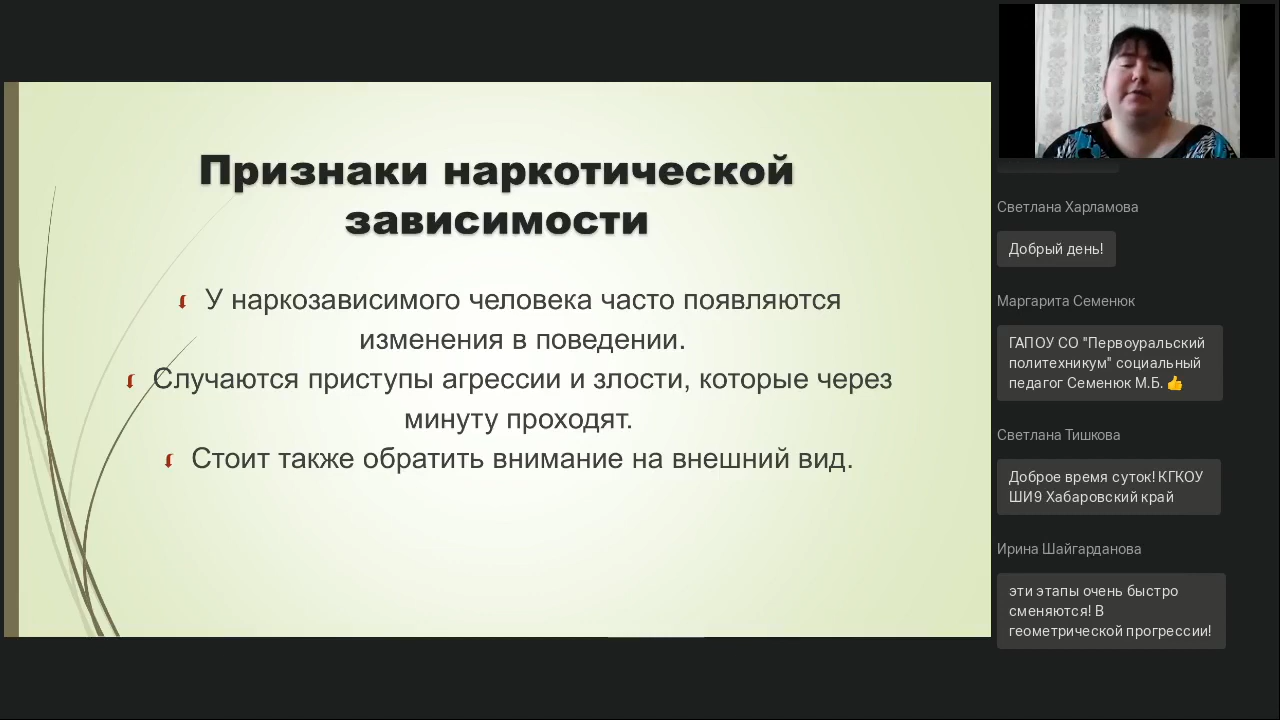 Признаки наркотической
зависимости
У наркозависимого человека часто появляются
изменения в поведении.
Случаются приступы агрессии и злости, которые через
минуту проходят.
Стоит также обратить внимание на внешний вид.
Светлана Харламова
Добрый день!
Маргарита Семенюк
ГАПОУ СО "Первоуральский
политехникум" социальный
педагог Семенюк М.Б. 👍
Светлана Тишкова
Доброе время суток! КГКОУ
ШИ9 Хабаровский край
Ирина Шайгарданова
эти этапы очень быстро
сменяются! В
геометрической прогрессии!